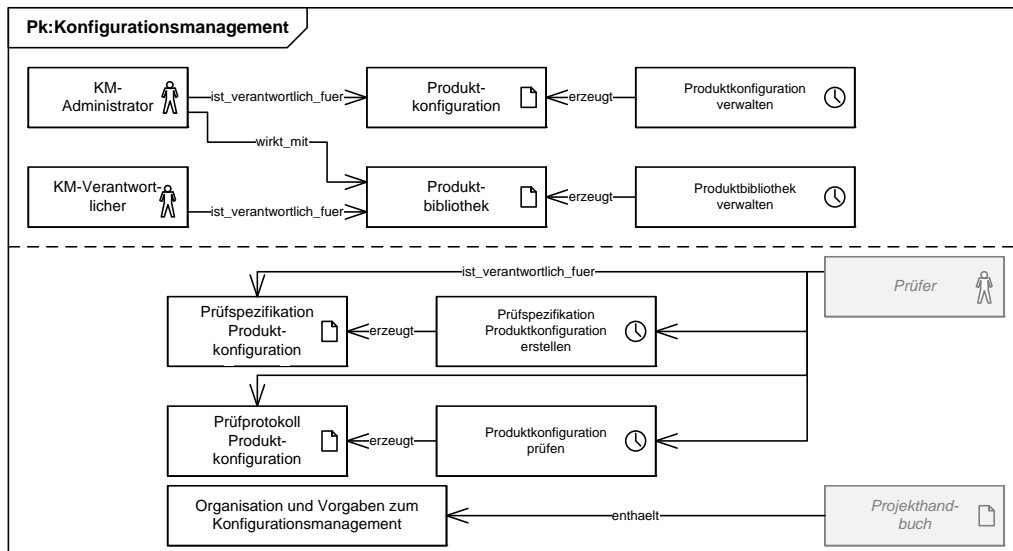 Pk:Konfigurationsmanagement
KM-
Administrator
ist_verantwortlich_fuer
Produkt-
konfiguration
erzeugt
Produktkonfiguration
verwalten
wirkt_mit
KM-Verantwort-
licher
ist_verantwortlich_fuer
Produkt-
bibliothek
erzeugt
Produktbibliothek
verwalten
ist_verantwortlich_fuer
Prüfer
Prüfspezifikation
Produkt-
konfiguration
erzeugt
Prüfspezifikation
Produktkonfiguration
erstellen
Prüfprotokoll
Produkt-
konfiguration
erzeugt
Produktkonfiguration
prüfen
Organisation und Vorgaben zum
Konfigurationsmanagement
enthaelt
Projekthand-
buch